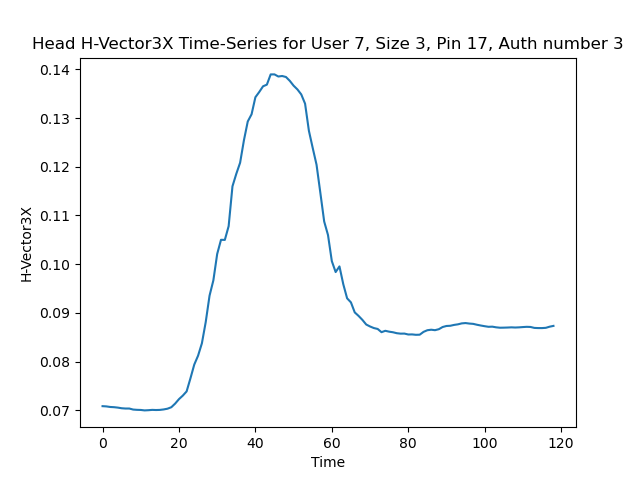 Head H-Vector3X Time-Series for User 7, Size 3, Pin 17, Auth number 3
0.14
0.13
0.12
0.11
0.10
0.09
0.08
0.07
H-Vector3X
0 20 40 60 80 100 120
Time